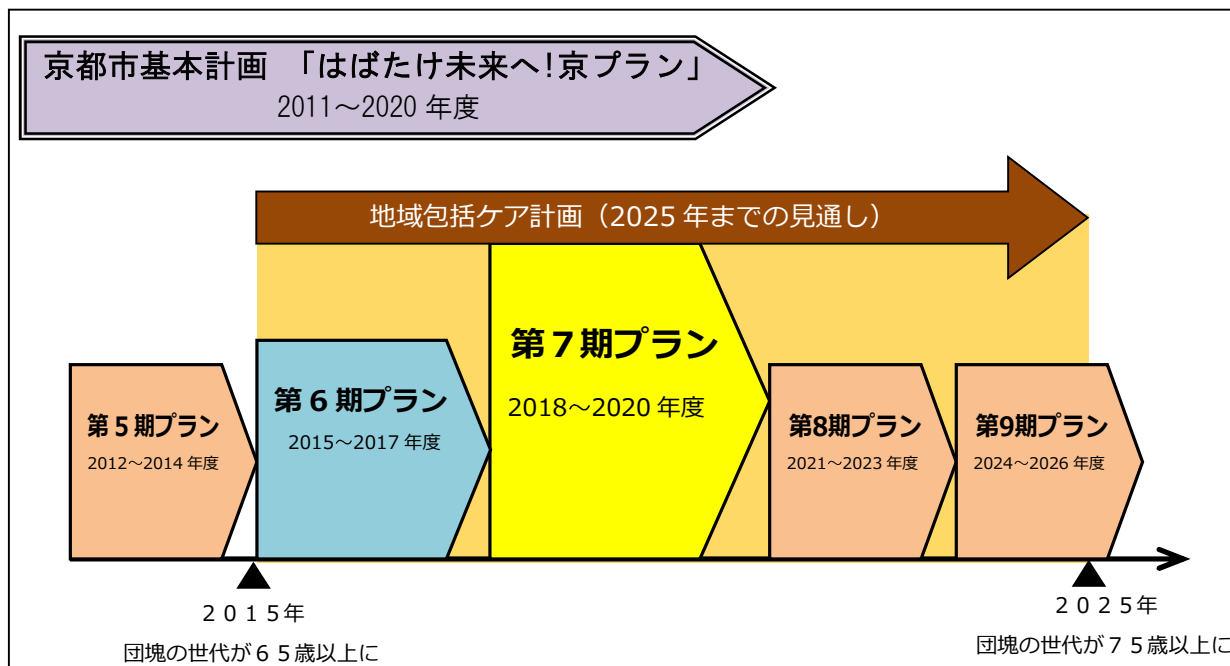 京都市基本計画 「はばたけ未来へ!京プラン」
2011～2020 年度
地域包括ケア計画（2025 年までの見通し）
第５期プラン
2012～2014 年度
第６期プラン
2015～2017 年度
第７期プラン
2018～2020 年度
第8期プラン
2021～2023 年度
第9期プラン
2024～2026 年度
２０１５年
団塊の世代が６５歳以上に
２０２５年
団塊の世代が７５歳以上に